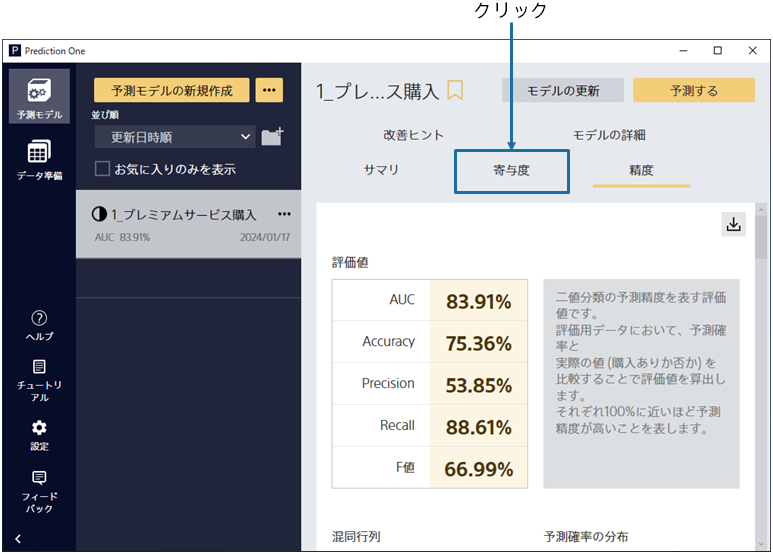 クリック
P Prediction One
予測モデル
データ準備
ヘルプ
チュートリ
アル
設定
フィード
バック
予測モデルの新規作成
並び順
更新日時順
お気に入りのみを表示
1_プレミアムサービス購入
AUC 83.91% 2024/01/17
1_プレ...ス購入
モデルの更新
予測する
改善ヒント
モデルの詳細
サマリ
寄与度
精度
評価値
AUC 83.91%
Accuracy 75.36%
Precision 53.85%
Recall 88.61%
F値 66.99%
二値分類の予測精度を表す評価
値です。
評価用データにおいて、予測確
率と
実際の値 (購入ありか否か) を
比較することで評価値を算出し
ます。
それぞれ100%に近いほど予測
精度が高いことを表します。
混同行列
予測確率の分布